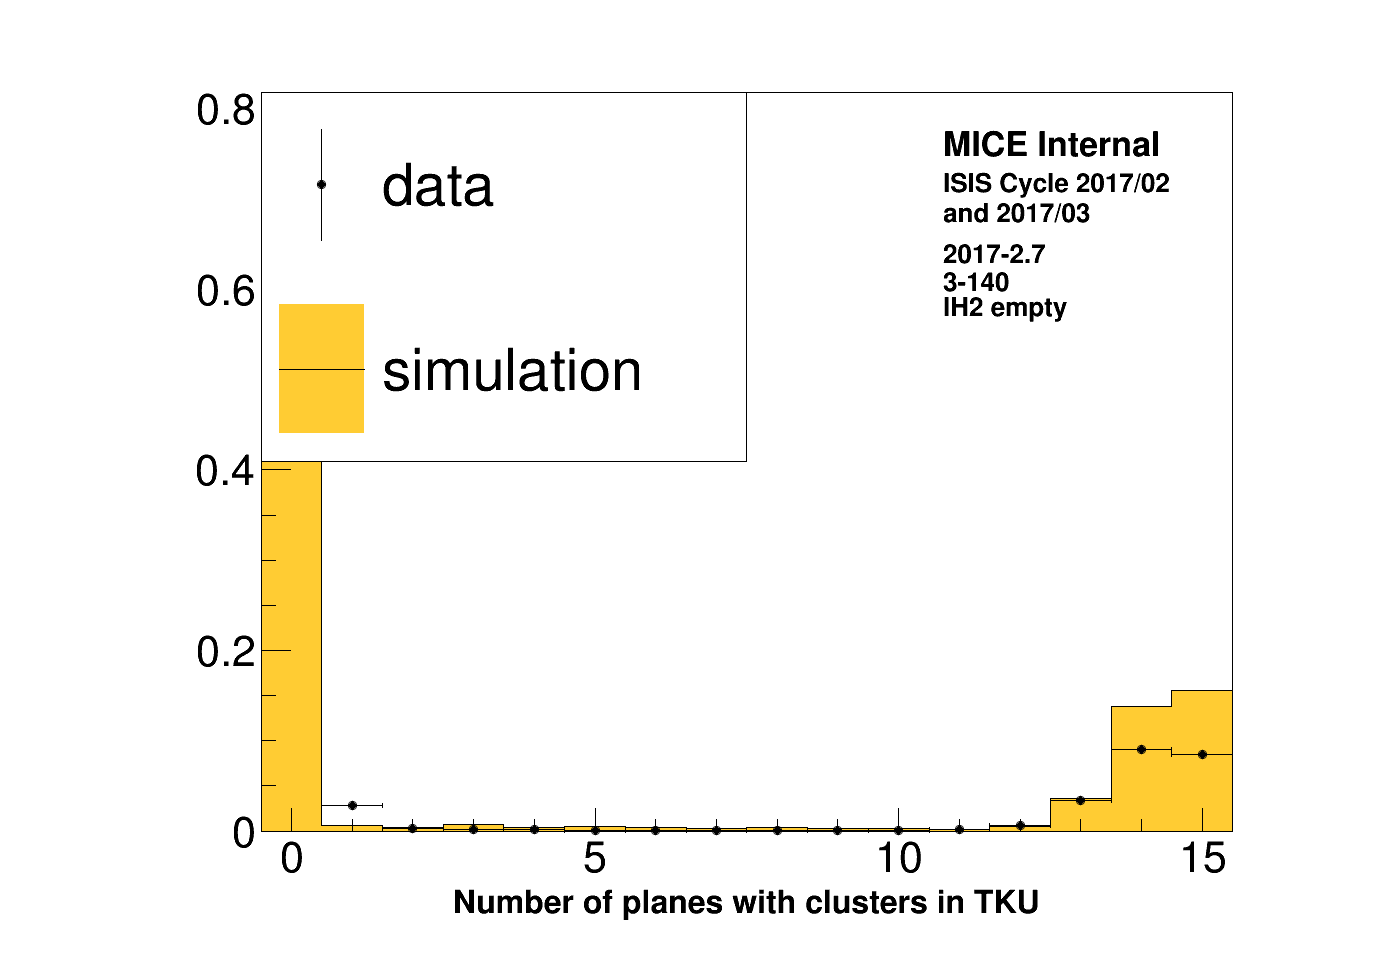 0.8
0.6
0.4
0.2
0
data
simulation
MICE Internal
ISIS Cycle 2017/02
and 2017/03
2017-2.7
3-140
lH2 empty
0 5 10 15
Number of planes with clusters in TKU